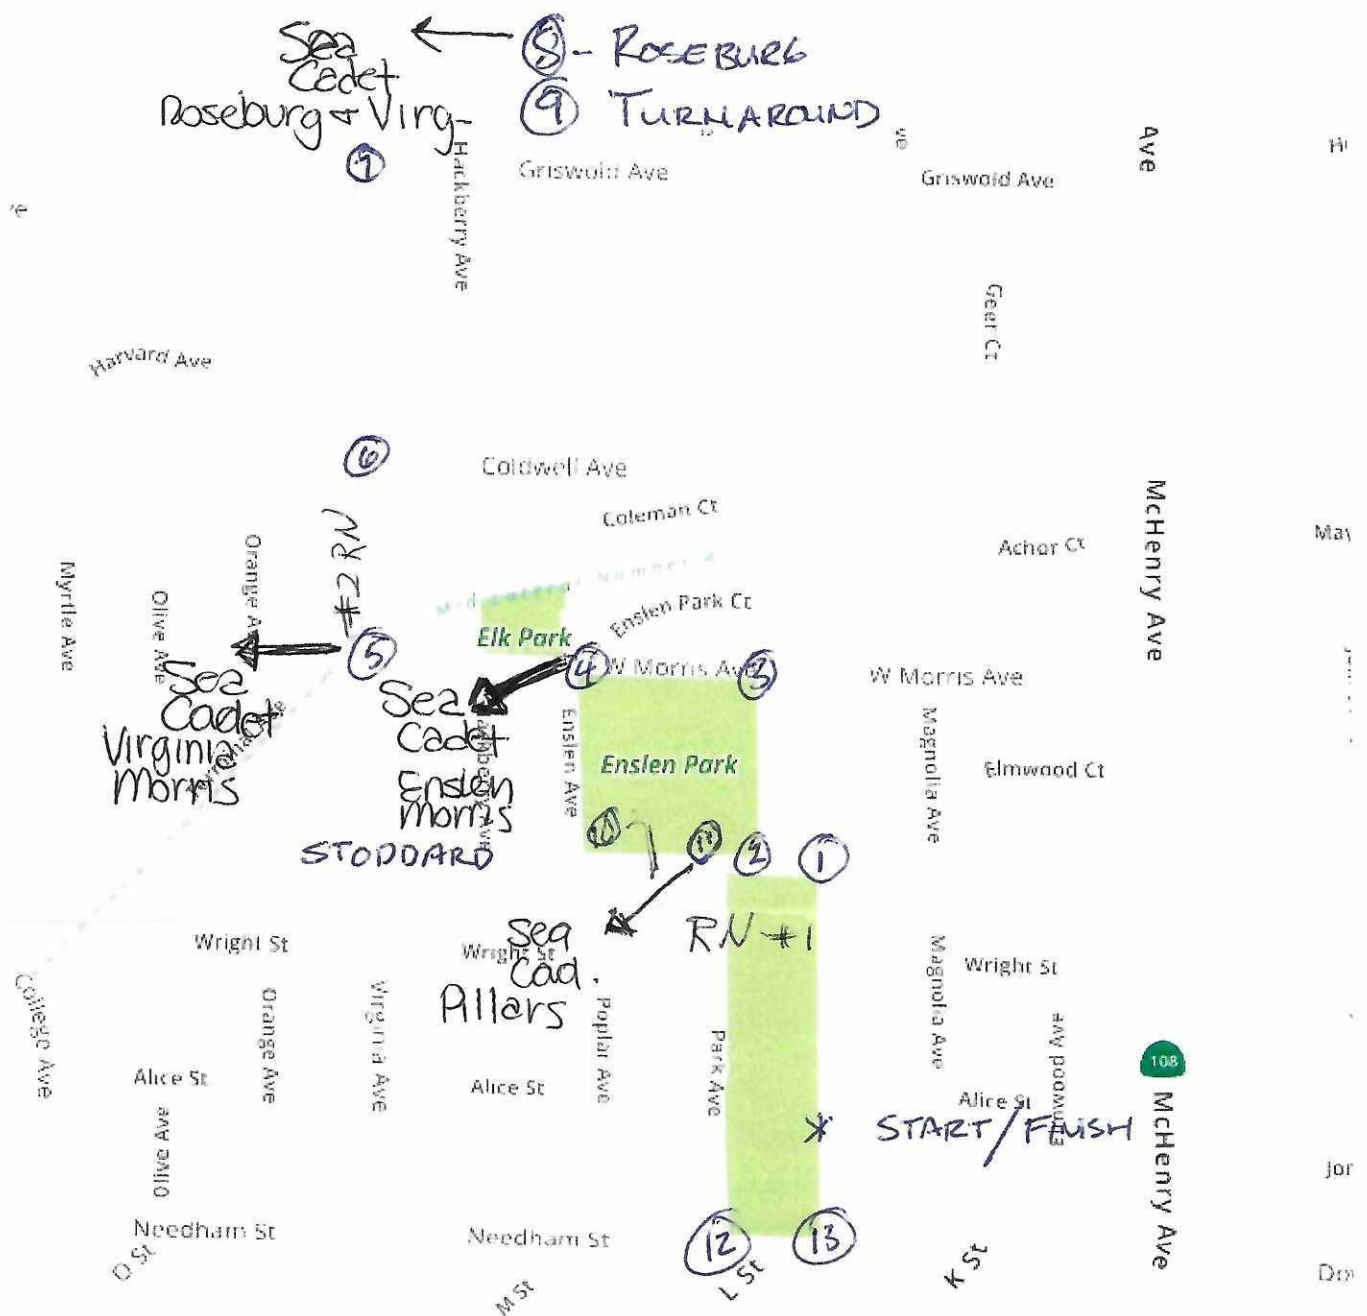 Sea
Cadet
Roseburg & Virg-
⑧ - ROSEBURG
⑨ TURNAROUND
⑦
Hackberry Ave
Griswold Ave
Griswold Ave
Ave
Geer Ct
Harvard Ave
⑥
Coldwell Ave
Coleman Ct
Achor Ct
McHenry Ave
#2 RN
Myrtle Ave
Olive Ave
Orange Ave
Enslen Park Ct
Elk Park
⑤
④
W Morris Ave
③
W Morris Ave
Sea
Cadet
Virginia
Morris
Sea
Cadet
Enslen
Morris
STODDARD
Enslen Ave
Enslen Park
Magnolia Ave
Elmwood Ct
⑩
⑪
②
①
Wright St
Wright St
Sea
Cad.
Pillars
RN #1
Wright St
College Ave
Orange Ave
Virginia Ave
Poplar Ave
Park Ave
Magnolia Ave
Elmwood Ave
108
Alice St
Alice St
Alice St
* START/FINISH
McHenry Ave
Olive Ave
Needham St
Needham St
⑫
⑬
M St
L St
K St